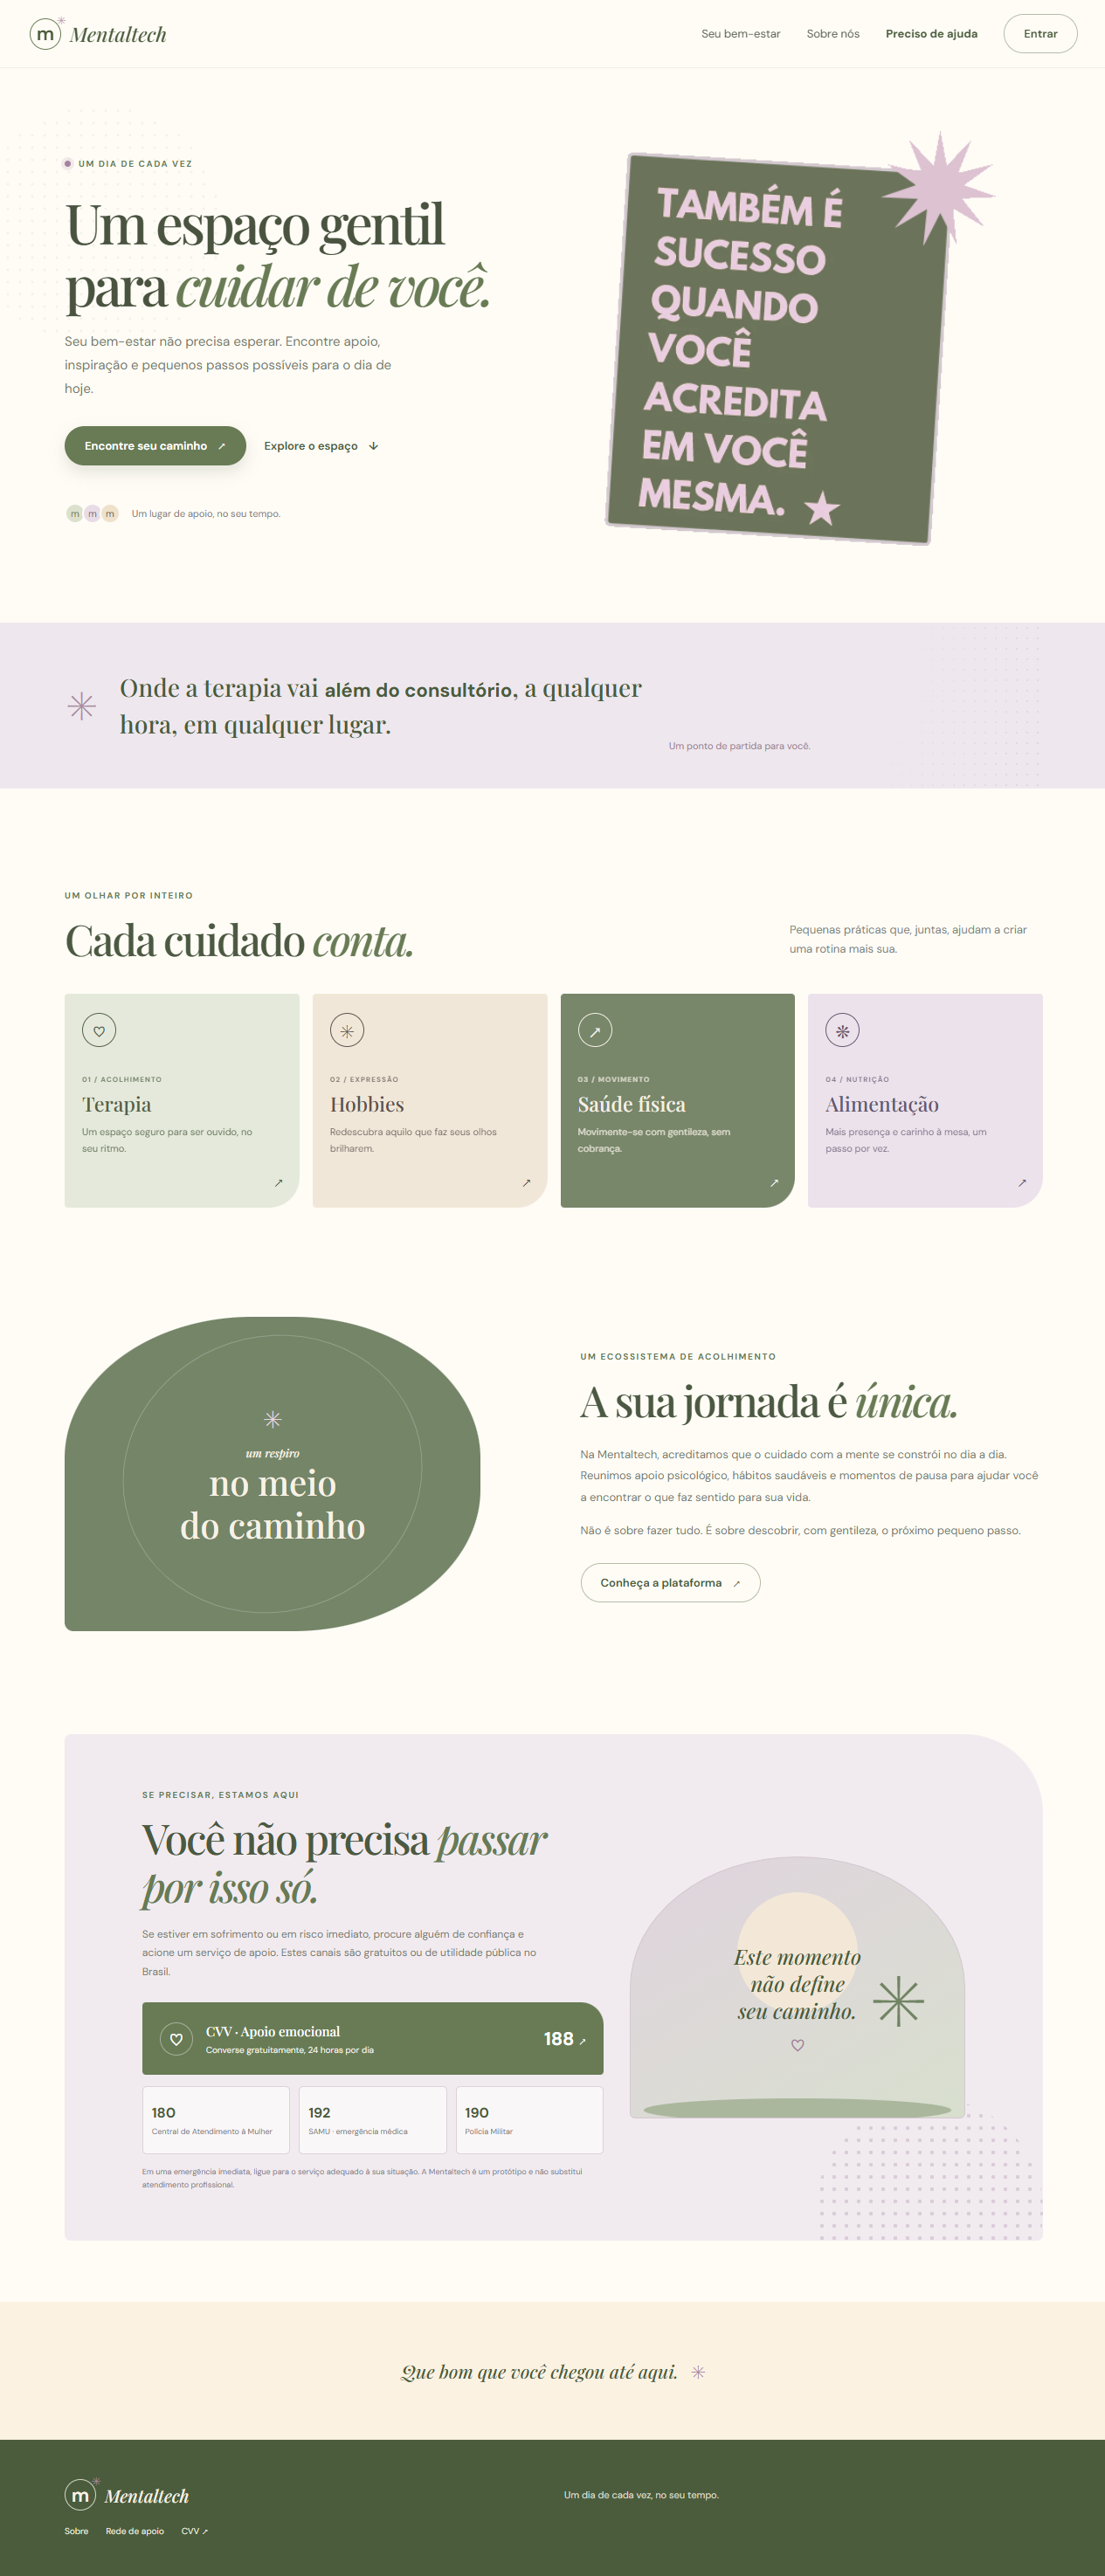 m Mentaltech
Seu bem-estar
Sobre nós
Preciso de ajuda
Entrar
UM DIA DE CADA VEZ
Um espaço gentil
para cuidar de você.
Seu bem-estar não precisa esperar. Encontre apoio,
inspiração e pequenos passos possíveis para o dia de
hoje.
Encontre seu caminho ↗
Explore o espaço ↓
m m m
Um lugar de apoio, no seu tempo.
TAMBÉM É
SUCESSO
QUANDO
VOCÊ
ACREDITA
EM VOCÊ
MESMA.
Onde a terapia vai além do consultório, a qualquer
hora, em qualquer lugar.
Um ponto de partida para você.
UM OLHAR POR INTEIRO
Cada cuidado conta.
Pequenas práticas que, juntas, ajudam a criar
uma rotina mais sua.
01 / ACOLHIMENTO
Terapia
Um espaço seguro para ser ouvido, no
seu ritmo.
↗
02 / EXPRESSÃO
Hobbies
Redescubra aquilo que faz seus olhos
brilharem.
↗
03 / MOVIMENTO
Saúde física
Movimente-se com gentileza, sem
cobrança.
↗
04 / NUTRIÇÃO
Alimentação
Mais presença e carinho à mesa, um
passo por vez.
↗
um respiro
no meio
do caminho
UM ECOSSISTEMA DE ACOLHIMENTO
A sua jornada é única.
Na Mentaltech, acreditamos que o cuidado com a mente se constrói no dia a dia.
Reunimos apoio psicológico, hábitos saudáveis e momentos de pausa para ajudar você
a encontrar o que faz sentido para sua vida.
Não é sobre fazer tudo. É sobre descobrir, com gentileza, o próximo pequeno passo.
Conheça a plataforma ↗
SE PRECISAR, ESTAMOS AQUI
Você não precisa passar
por isso só.
Se estiver em sofrimento ou em risco imediato, procure alguém de confiança e
acione um serviço de apoio. Estes canais são gratuitos ou de utilidade pública no
Brasil.
CVV · Apoio emocional
Converse gratuitamente, 24 horas por dia
188 ↗
180
Central de Atendimento à Mulher
192
SAMU · emergência médica
190
Polícia Militar
Em uma emergência imediata, ligue para o serviço adequado à sua situação. A Mentaltech é um protótipo e não substitui
atendimento profissional.
Este momento
não define
seu caminho.
Que bom que você chegou até aqui.
m Mentaltech
Um dia de cada vez, no seu tempo.
Sobre
Rede de apoio
CVV ↗